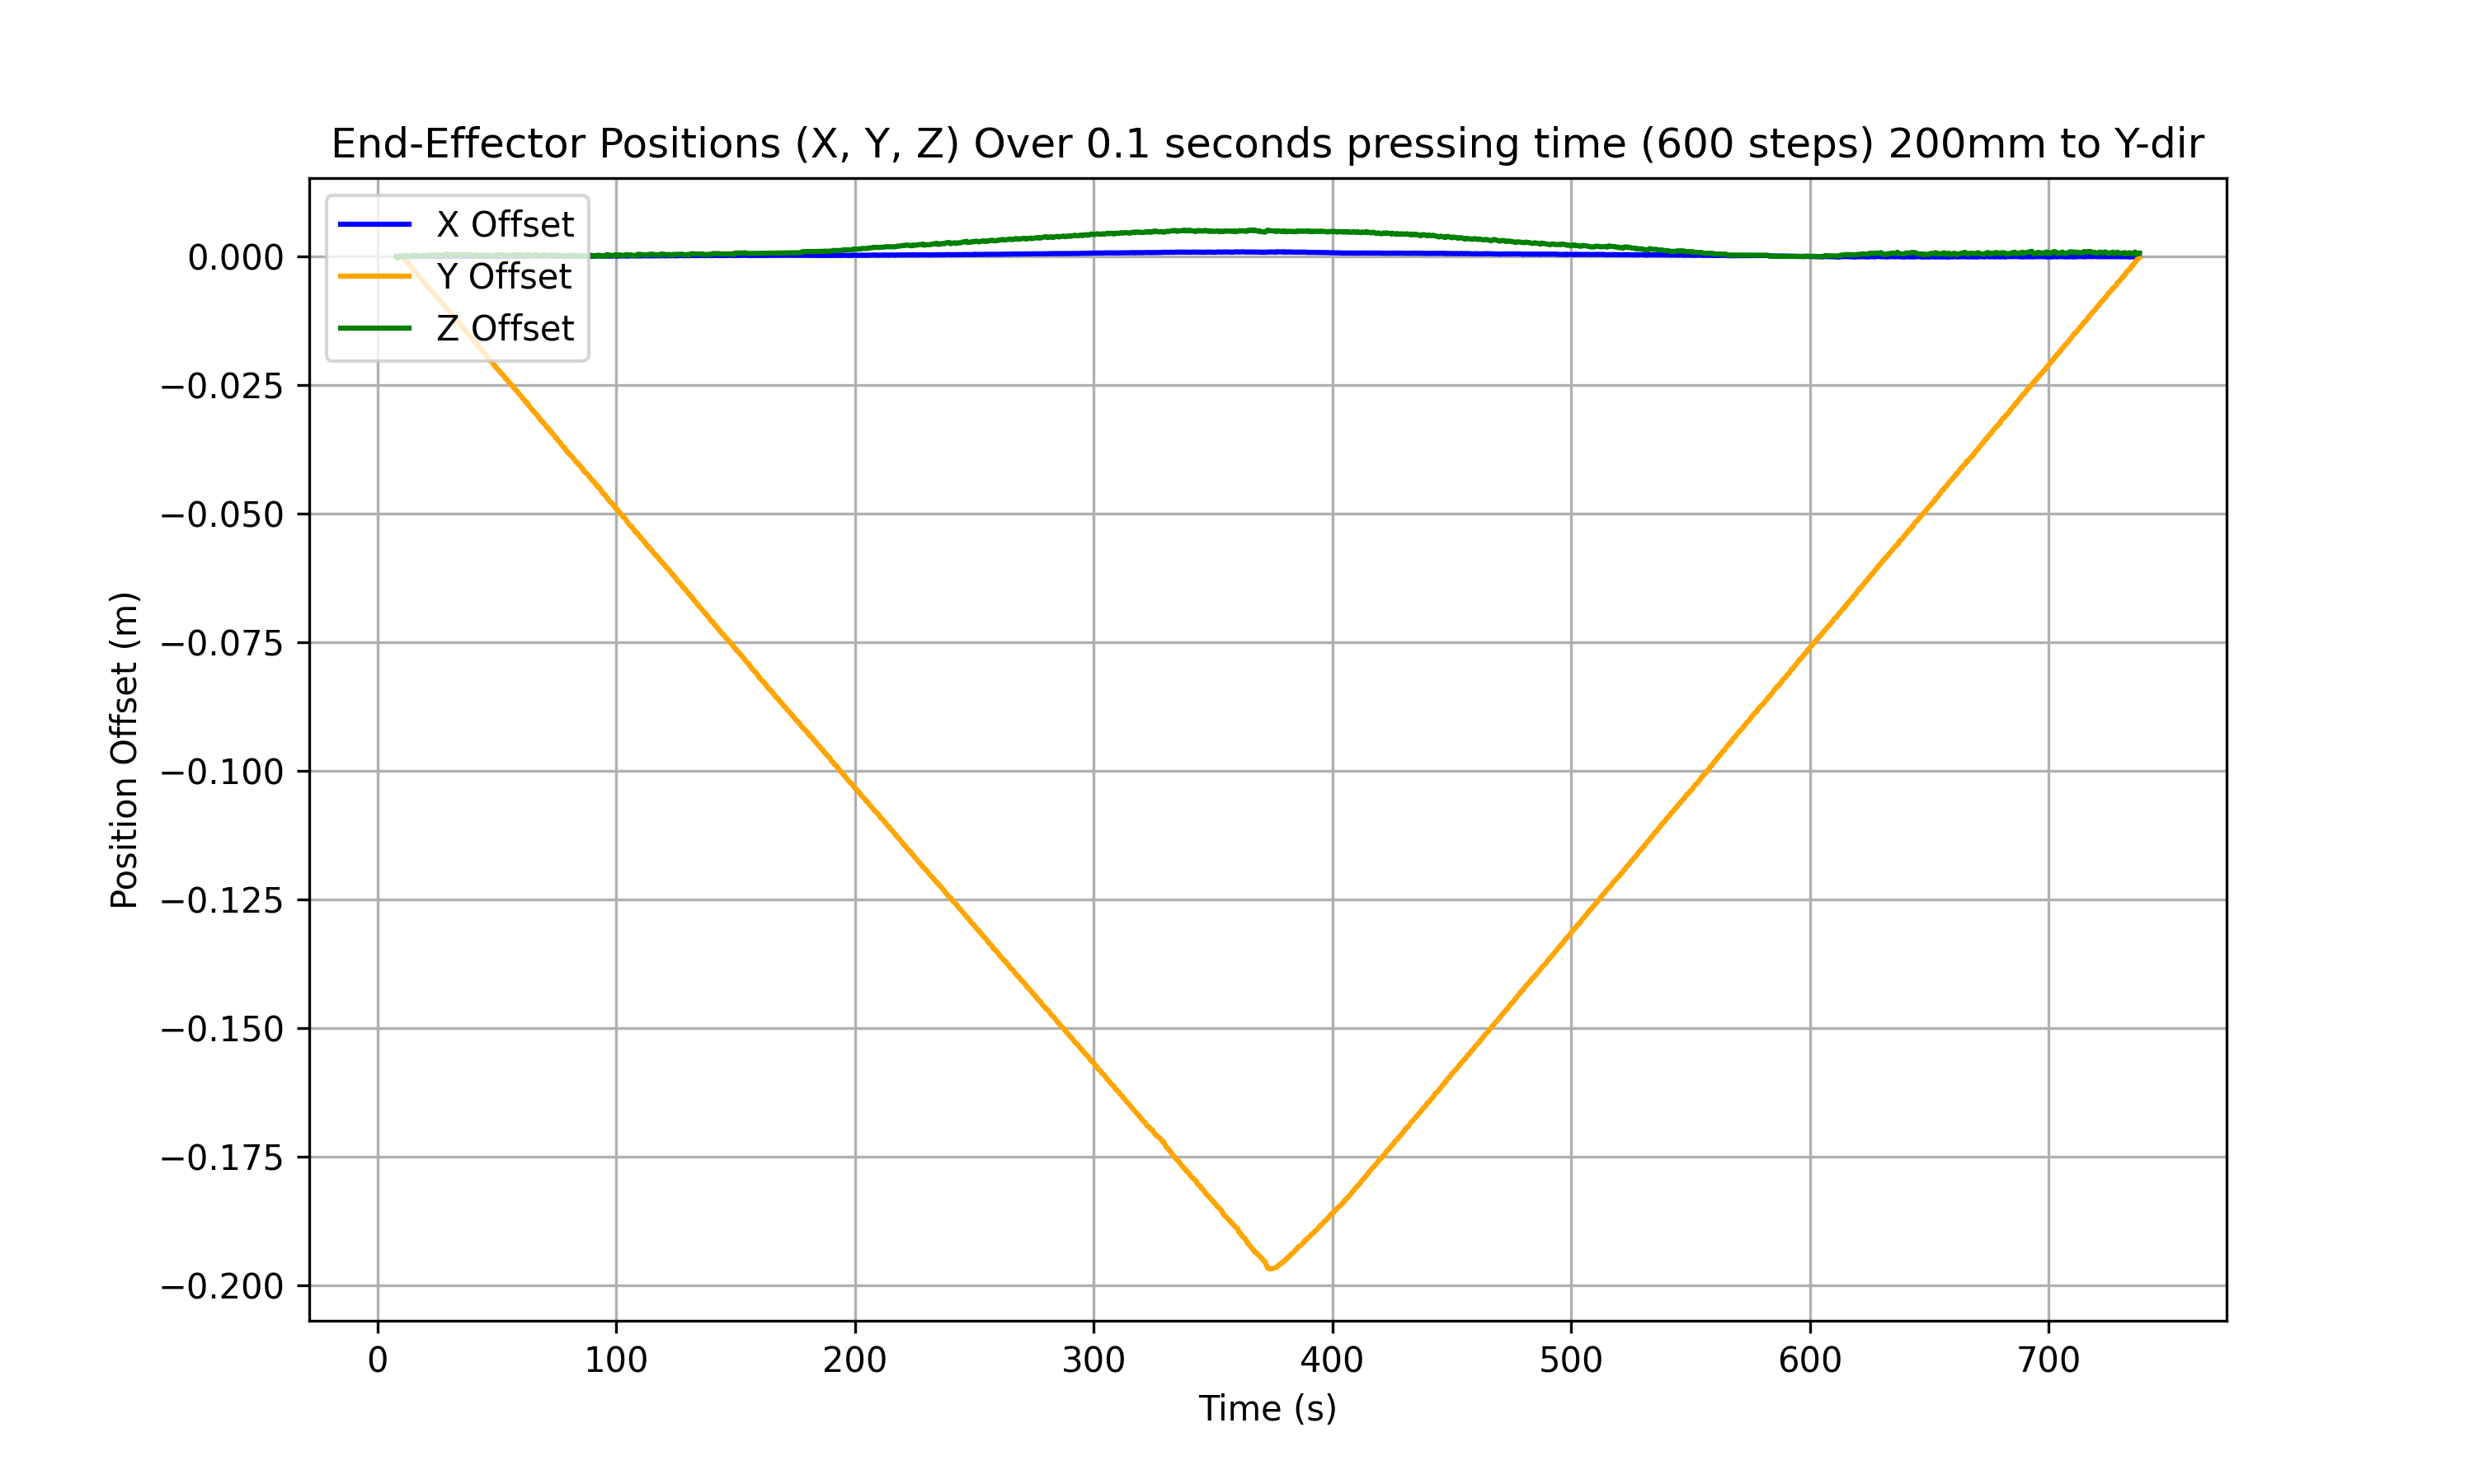 End-Effector Positions (X, Y, Z) Over 0.1 seconds pressing time (600 steps) 200mm to Y-dir
X Offset
Y Offset
Z Offset
0.000
−0.025
−0.050
−0.075
−0.100
−0.125
−0.150
−0.175
−0.200
Position Offset (m)
0 100 200 300 400 500 600 700
Time (s)